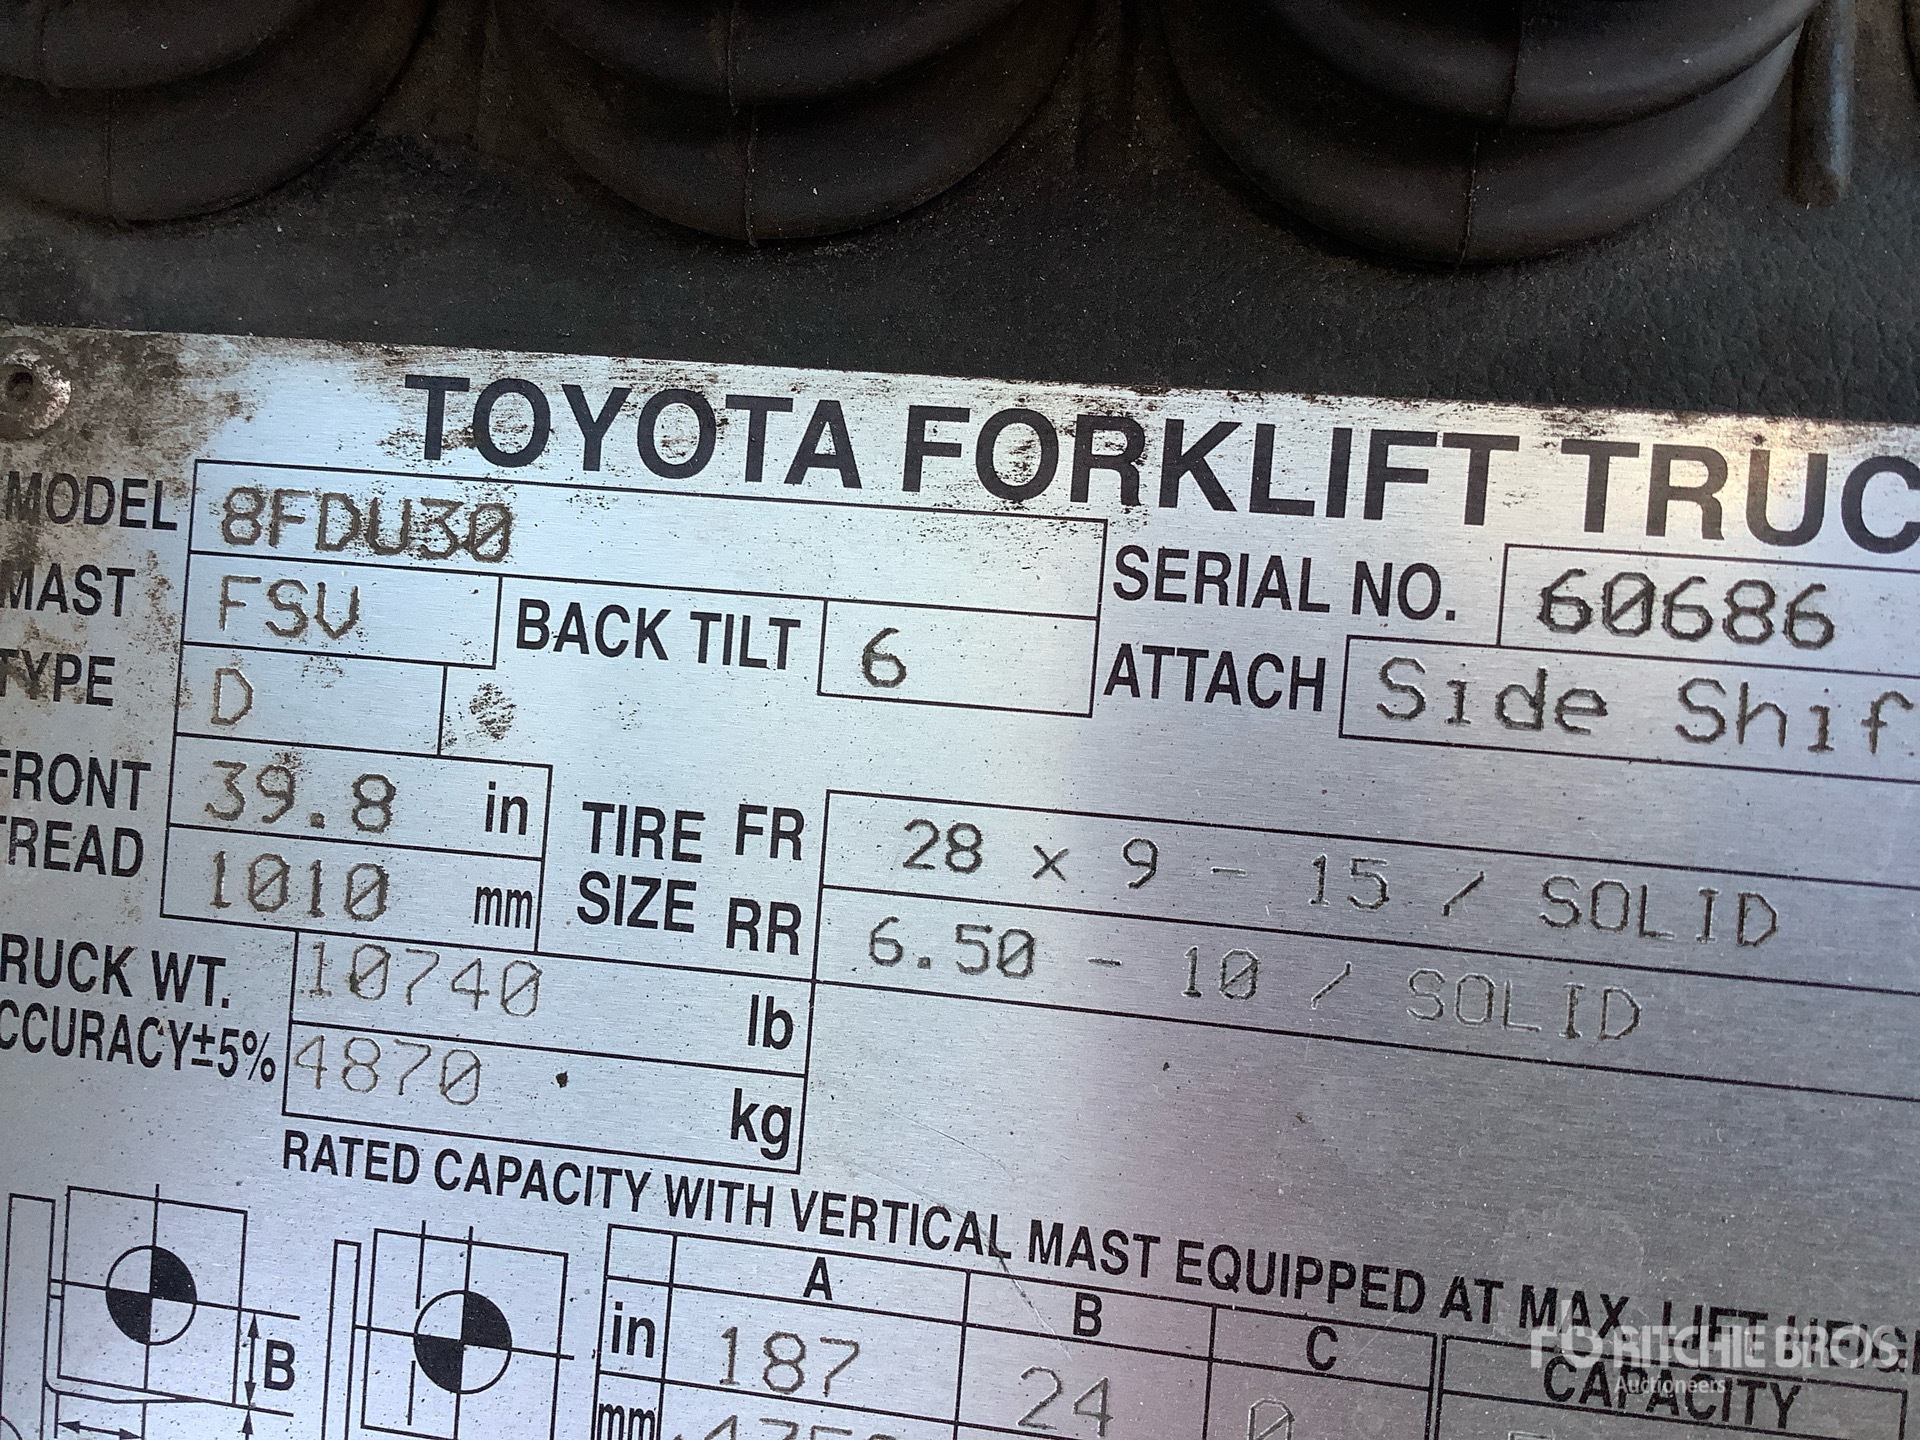 TOYOTA FORKLIFT TRUC
MODEL 8FDU30 SERIAL NO. 60686
MAST FSV BACK TILT 6 ATTACH Side Shif
TYPE D
FRONT TREAD 39.8 in
1010 mm
TIRE SIZE FR 28 x 9 - 15 / SOLID
RR 6.50 - 10 / SOLID
RUCK WT. 10740 lb
CCURACY±5% 4870 kg
RATED CAPACITY WITH VERTICAL MAST EQUIPPED AT MAX. LIFT
A B C CAPACITY
in 187 24 0
mm
B
rb RITCHIE BROS.
Auctioneers